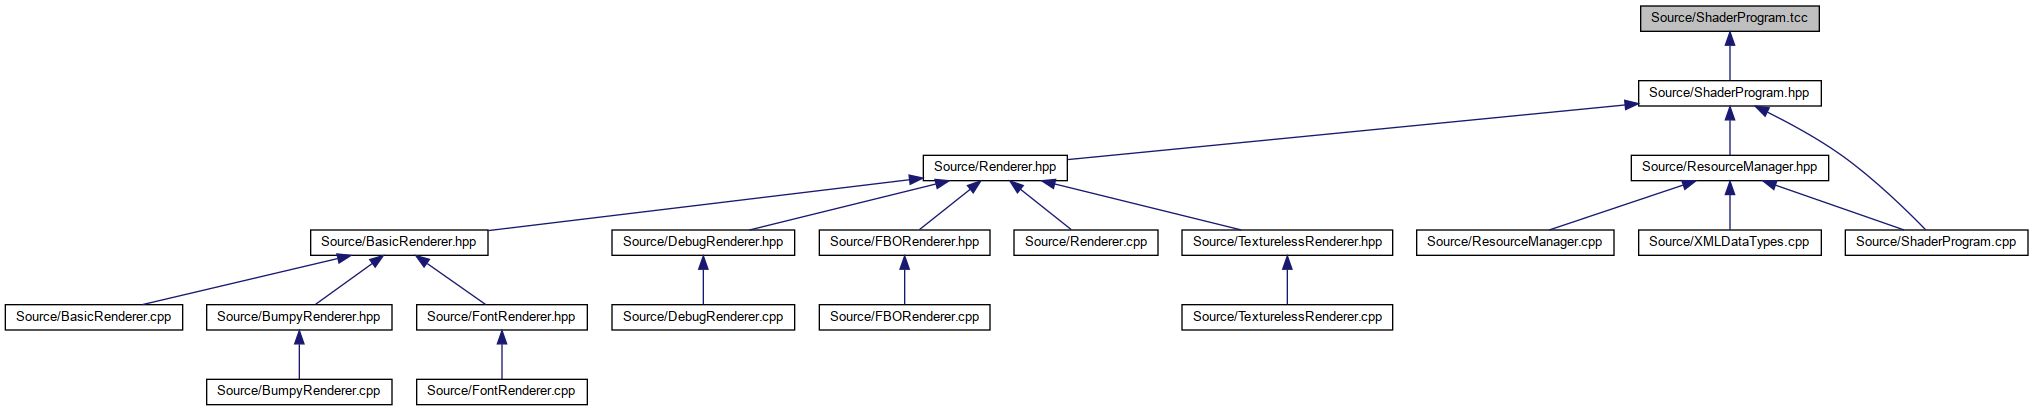 Source/ShaderProgram.tcc
Source/ShaderProgram.hpp
Source/Renderer.hpp
Source/ResourceManager.hpp
Source/BasicRenderer.hpp
Source/DebugRenderer.hpp
Source/FBORenderer.hpp
Source/Renderer.cpp
Source/TexturelessRenderer.hpp
Source/ResourceManager.cpp
Source/XMLDataTypes.cpp
Source/ShaderProgram.cpp
Source/BasicRenderer.cpp
Source/BumpyRenderer.hpp
Source/FontRenderer.hpp
Source/DebugRenderer.cpp
Source/FBORenderer.cpp
Source/TexturelessRenderer.cpp
Source/BumpyRenderer.cpp
Source/FontRenderer.cpp